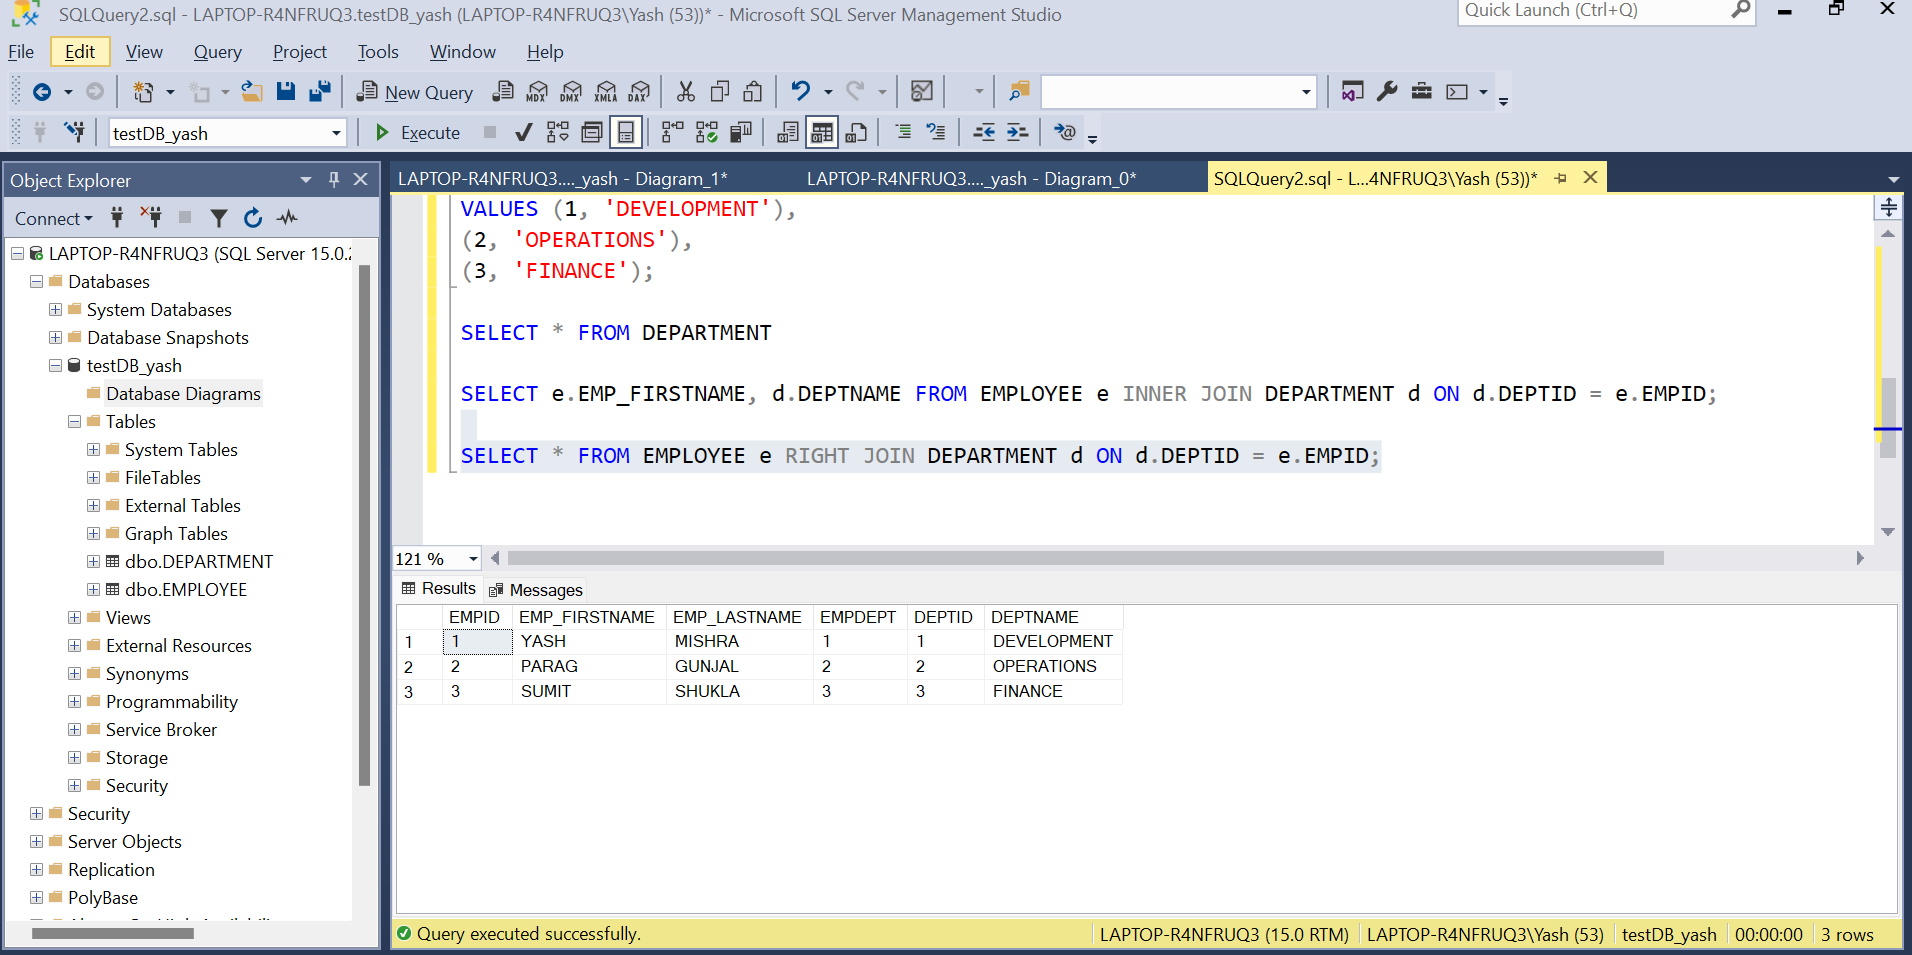 SQLQuery2.sql - LAPTOP-R4NFRUQ3.testDB_yash (LAPTOP-R4NFRUQ3\Yash (53))* - Microsoft SQL Server Management Studio
Quick Launch (Ctrl+Q)
File Edit View Query Project Tools Window Help
New Query MDX DMX XMLA DAX
testDB_yash Execute
Object Explorer
Connect
LAPTOP-R4NFRUQ3 (SQL Server 15.0.2
Databases
System Databases
Database Snapshots
testDB_yash
Database Diagrams
Tables
System Tables
FileTables
External Tables
Graph Tables
dbo.DEPARTMENT
dbo.EMPLOYEE
Views
External Resources
Synonyms
Programmability
Service Broker
Storage
Security
Security
Server Objects
Replication
PolyBase
LAPTOP-R4NFRUQ3...._yash - Diagram_1* LAPTOP-R4NFRUQ3...._yash - Diagram_0* SQLQuery2.sql - L...4NFRUQ3\Yash (53))*
VALUES (1, 'DEVELOPMENT'),
(2, 'OPERATIONS'),
(3, 'FINANCE');
SELECT * FROM DEPARTMENT
SELECT e.EMP_FIRSTNAME, d.DEPTNAME FROM EMPLOYEE e INNER JOIN DEPARTMENT d ON d.DEPTID = e.EMPID;
SELECT * FROM EMPLOYEE e RIGHT JOIN DEPARTMENT d ON d.DEPTID = e.EMPID;
121 %
Results Messages
EMPID EMP_FIRSTNAME EMP_LASTNAME EMPDEPT DEPTID DEPTNAME
1 1 YASH MISHRA 1 1 DEVELOPMENT
2 2 PARAG GUNJAL 2 2 OPERATIONS
3 3 SUMIT SHUKLA 3 3 FINANCE
Query executed successfully. LAPTOP-R4NFRUQ3 (15.0 RTM) LAPTOP-R4NFRUQ3\Yash (53) testDB_yash 00:00:00 3 rows